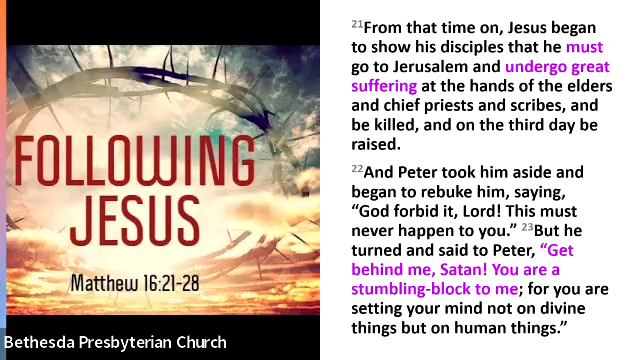 FOLLOWING
JESUS
Matthew 16:21-28
Bethesda Presbyterian Church
21From that time on, Jesus began
to show his disciples that he must
go to Jerusalem and undergo great
suffering at the hands of the elders
and chief priests and scribes, and
be killed, and on the third day be
raised.
22And Peter took him aside and
began to rebuke him, saying,
“God forbid it, Lord! This must
never happen to you.” 23But he
turned and said to Peter, “Get
behind me, Satan! You are a
stumbling-block to me; for you are
setting your mind not on divine
things but on human things.”